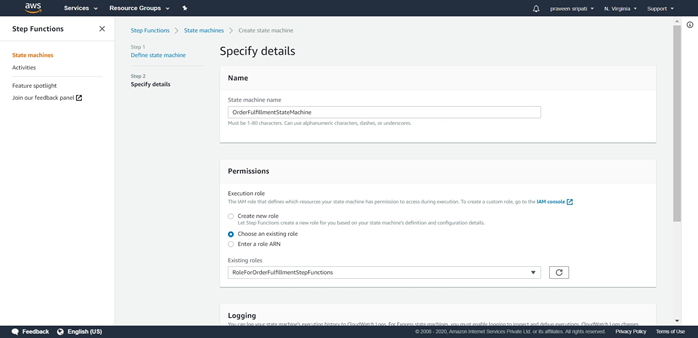 aws
Services
Resource Groups
praveen sripati
N. Virginia
Support
Step Functions
State machines
Activities
Feature spotlight
Join our feedback panel
Step Functions > State machines > Create state machine
Step 1
Define state machine
Step 2
Specify details
Specify details
Name
State machine name
OrderFulfillmentStateMachine
Must be 1-80 characters. Can use alphanumeric characters, dashes, or underscores.
Permissions
Execution role
The IAM role that defines which resources your state machine has permission to access during execution. To create a custom role, go to the IAM console
Create new role
Let Step Functions create a new role for you based on your state machine's definition and configuration details.
Choose an existing role
Enter a role ARN
Existing roles
RoleForOrderFulfillmentStepFunctions
Logging
You can log your state machine's execution history to CloudWatch Logs. For Express state machines, you must enable logging to inspect and debug executions. CloudWatch Logs charges
Feedback
English (US)
© 2008 - 2020, Amazon Internet Services Private Ltd. or its affiliates. All rights reserved.
Privacy Policy
Terms of Use